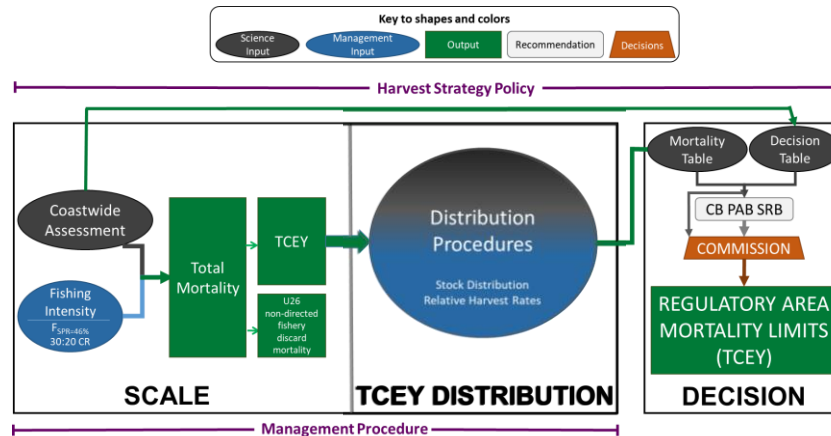 Key to shapes and colors
Science
Input
Management
Input
Output
Recommendation
Decisions
Harvest Strategy Policy
Coastwide
Assessment
Fishing
Intensity
FSPR=46%
30:20 CR
Total
Mortality
TCEY
U26
non-directed
fishery
discard
mortality
SCALE
Distribution
Procedures
Stock Distribution
Relative Harvest Rates
TCEY DISTRIBUTION
Mortality
Table
Decision
Table
CB PAB SRB
COMMISSION
REGULATORY AREA
MORTALITY LIMITS
(TCEY)
DECISION
Management Procedure